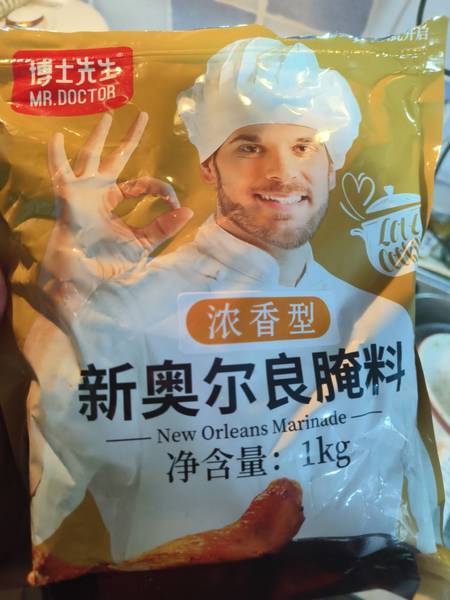 博士先生
MR.DOCTOR
浓香型
新奥尔良腌料
New Orleans Marinade
净含量：1kg